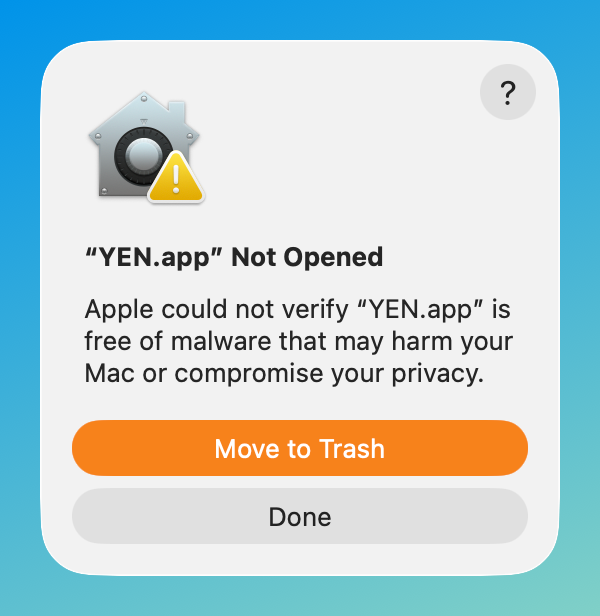 ?
“YEN.app” Not Opened
Apple could not verify “YEN.app” is
free of malware that may harm your
Mac or compromise your privacy.
Move to Trash
Done